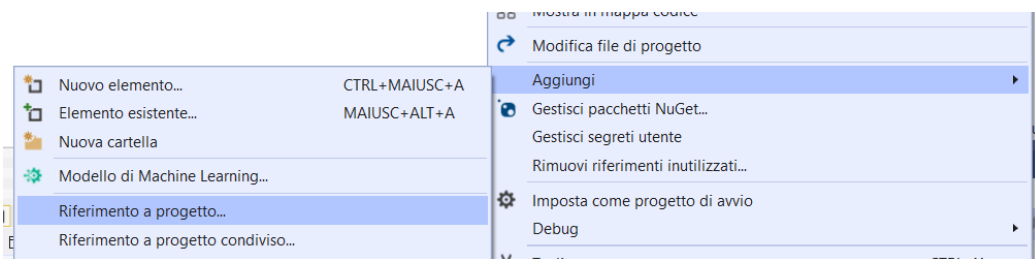 Mostra in mappa codice
Modifica file di progetto
Aggiungi
Gestisci pacchetti NuGet...
Gestisci segreti utente
Rimuovi riferimenti inutilizzati...
Imposta come progetto di avvio
Debug
Nuovo elemento... CTRL+MAIUSC+A
Elemento esistente... MAIUSC+ALT+A
Nuova cartella
Modello di Machine Learning...
Riferimento a progetto...
Riferimento a progetto condiviso...